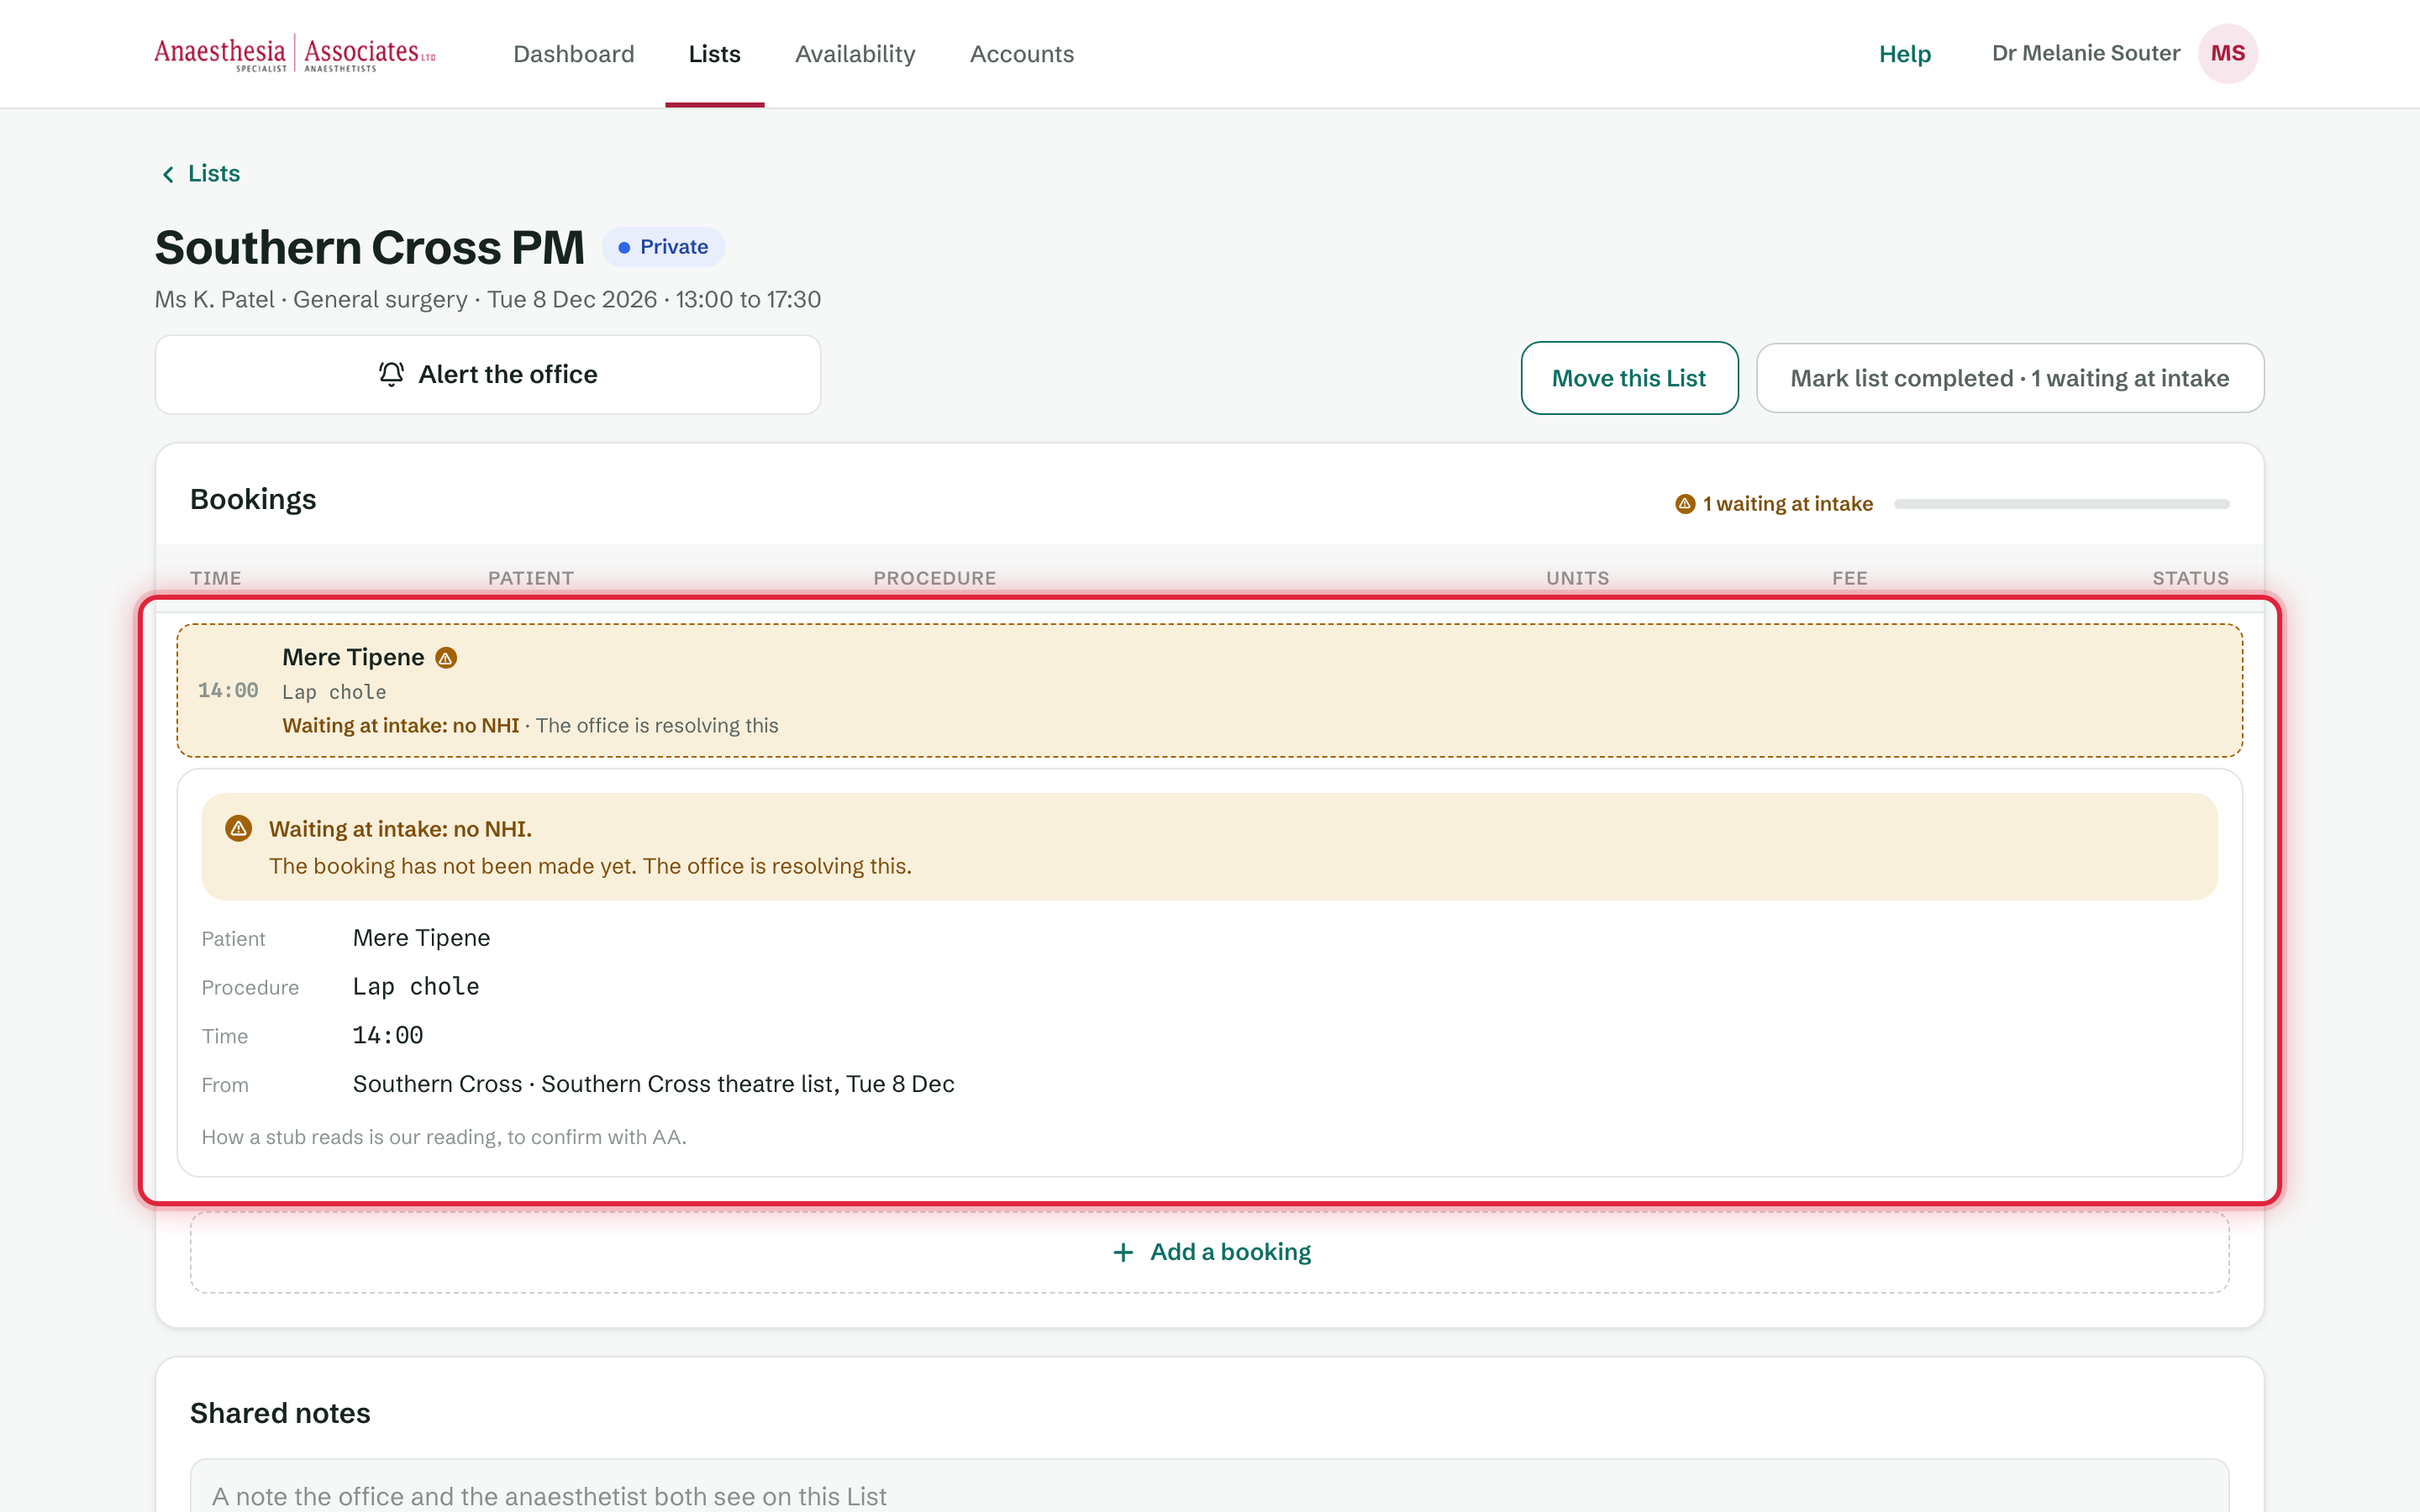 Anaesthesia | Associates LTD
SPECIALIST ANAESTHETISTS
Dashboard
Lists
Availability
Accounts
Help
Dr Melanie Souter
MS
Lists
Southern Cross PM
Private
Ms K. Patel · General surgery · Tue 8 Dec 2026 · 13:00 to 17:30
Alert the office
Move this List
Mark list completed · 1 waiting at intake
Bookings
1 waiting at intake
TIME PATIENT PROCEDURE UNITS FEE STATUS
Mere Tipene
14:00
Lap chole
Waiting at intake: no NHI · The office is resolving this
Waiting at intake: no NHI.
The booking has not been made yet. The office is resolving this.
Patient Mere Tipene
Procedure Lap chole
Time 14:00
From Southern Cross · Southern Cross theatre list, Tue 8 Dec
How a stub reads is our reading, to confirm with AA.
+ Add a booking
Shared notes
A note the office and the anaesthetist both see on this List